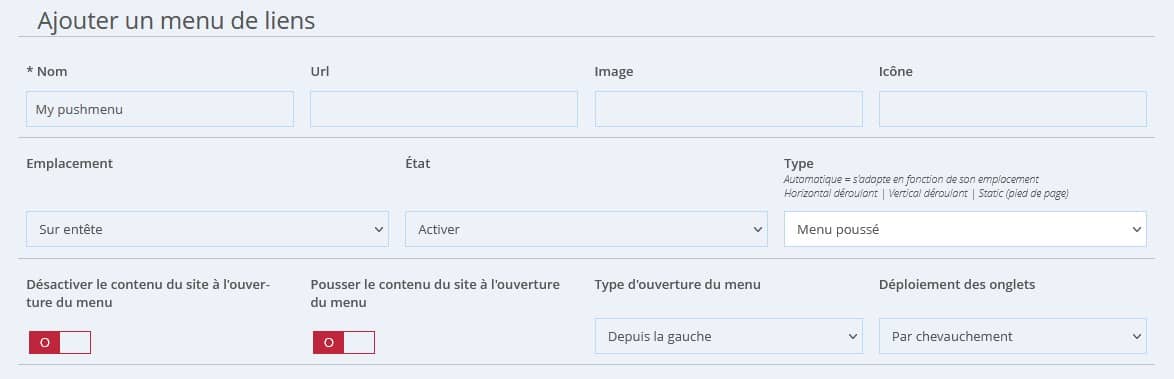 Ajouter un menu de liens
* Nom
Url
Image
Icône
My pushmenu
Emplacement
État
Type
Automatique = s'adapte en fonction de son emplacement
Horizontal déroulant | Vertical déroulant | Static (pied de page)
Sur entête
Activer
Menu poussé
Désactiver le contenu du site à l'ouver-
ture du menu
Pousser le contenu du site à l'ouverture
du menu
Type d'ouverture du menu
Déploiement des onglets
O
O
Depuis la gauche
Par chevauchement